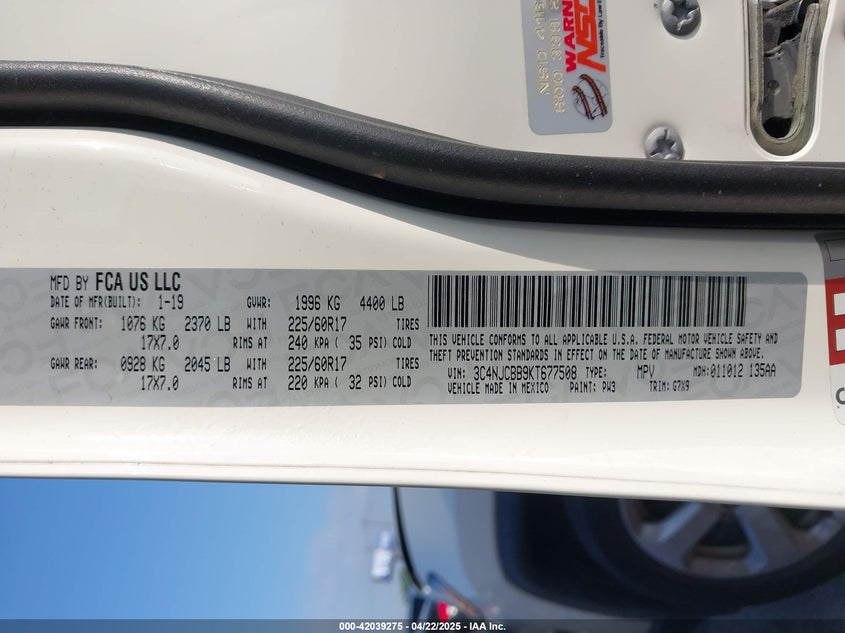 WARN
NSD
MFD BY FCA US LLC
DATE OF MFR(BUILT): 1-19 GVWR: 1996 KG 4400 LB
GAWR FRONT: 1076 KG 2370 LB WITH 225/60R17 TIRES
17X7.0 RIMS AT 240 KPA ( 35 PSI) COLD
GAWR REAR: 0928 KG 2045 LB WITH 225/60R17 TIRES
17X7.0 RIMS AT 220 KPA ( 32 PSI) COLD
THIS VEHICLE CONFORMS TO ALL APPLICABLE U.S.A. FEDERAL MOTOR VEHICLE SAFETY AND
THEFT PREVENTION STANDARDS IN EFFECT ON THE DATE OF MANUFACTURE SHOWN ABOVE.
VIN: 3C4NJCBB9KT677508 TYPE: MPV MDH:011012 135AA
VEHICLE MADE IN MEXICO PAINT: PW3 TRIM: G7X9
000-42039275 - 04/22/2025 - IAA Inc.